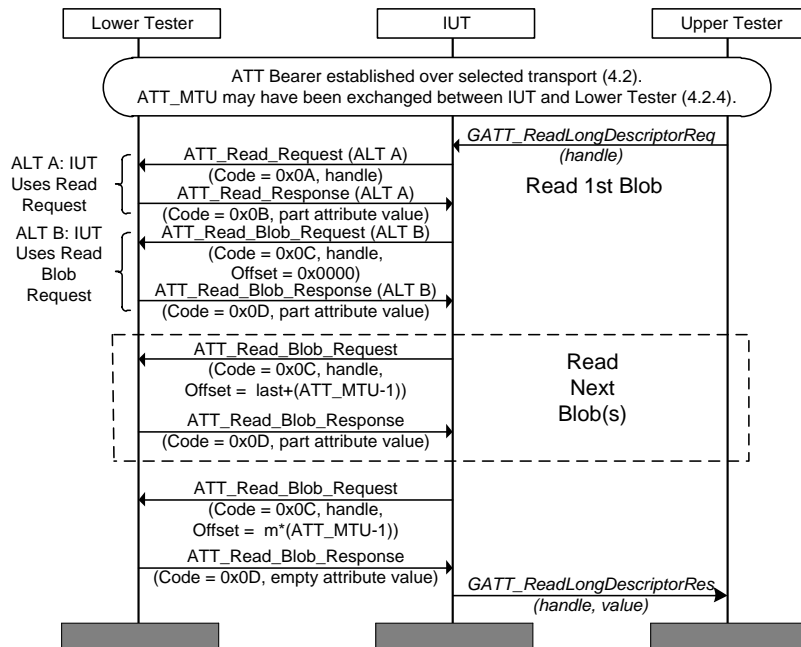 Lower Tester
IUT
Upper Tester
ATT Bearer established over selected transport (4.2).
ATT_MTU may have been exchanged between IUT and Lower Tester (4.2.4).
GATT_ReadLongDescriptorReq
(handle)
ALT A: IUT
Uses Read
Request
ATT_Read_Request (ALT A)
(Code = 0x0A, handle)
ATT_Read_Response (ALT A)
(Code = 0x0B, part attribute value)
Read 1st Blob
ALT B: IUT
Uses Read
Blob
Request
ATT_Read_Blob_Request (ALT B)
(Code = 0x0C, handle,
Offset = 0x0000)
ATT_Read_Blob_Response (ALT B)
(Code = 0x0D, part attribute value)
ATT_Read_Blob_Request
(Code = 0x0C, handle,
Offset =  last+(ATT_MTU-1))
ATT_Read_Blob_Response
(Code = 0x0D, part attribute value)
Read
Next
Blob(s)
ATT_Read_Blob_Request
(Code = 0x0C, handle,
Offset =  m*(ATT_MTU-1))
ATT_Read_Blob_Response
(Code = 0x0D, empty attribute value)
GATT_ReadLongDescriptorRes
(handle, value)